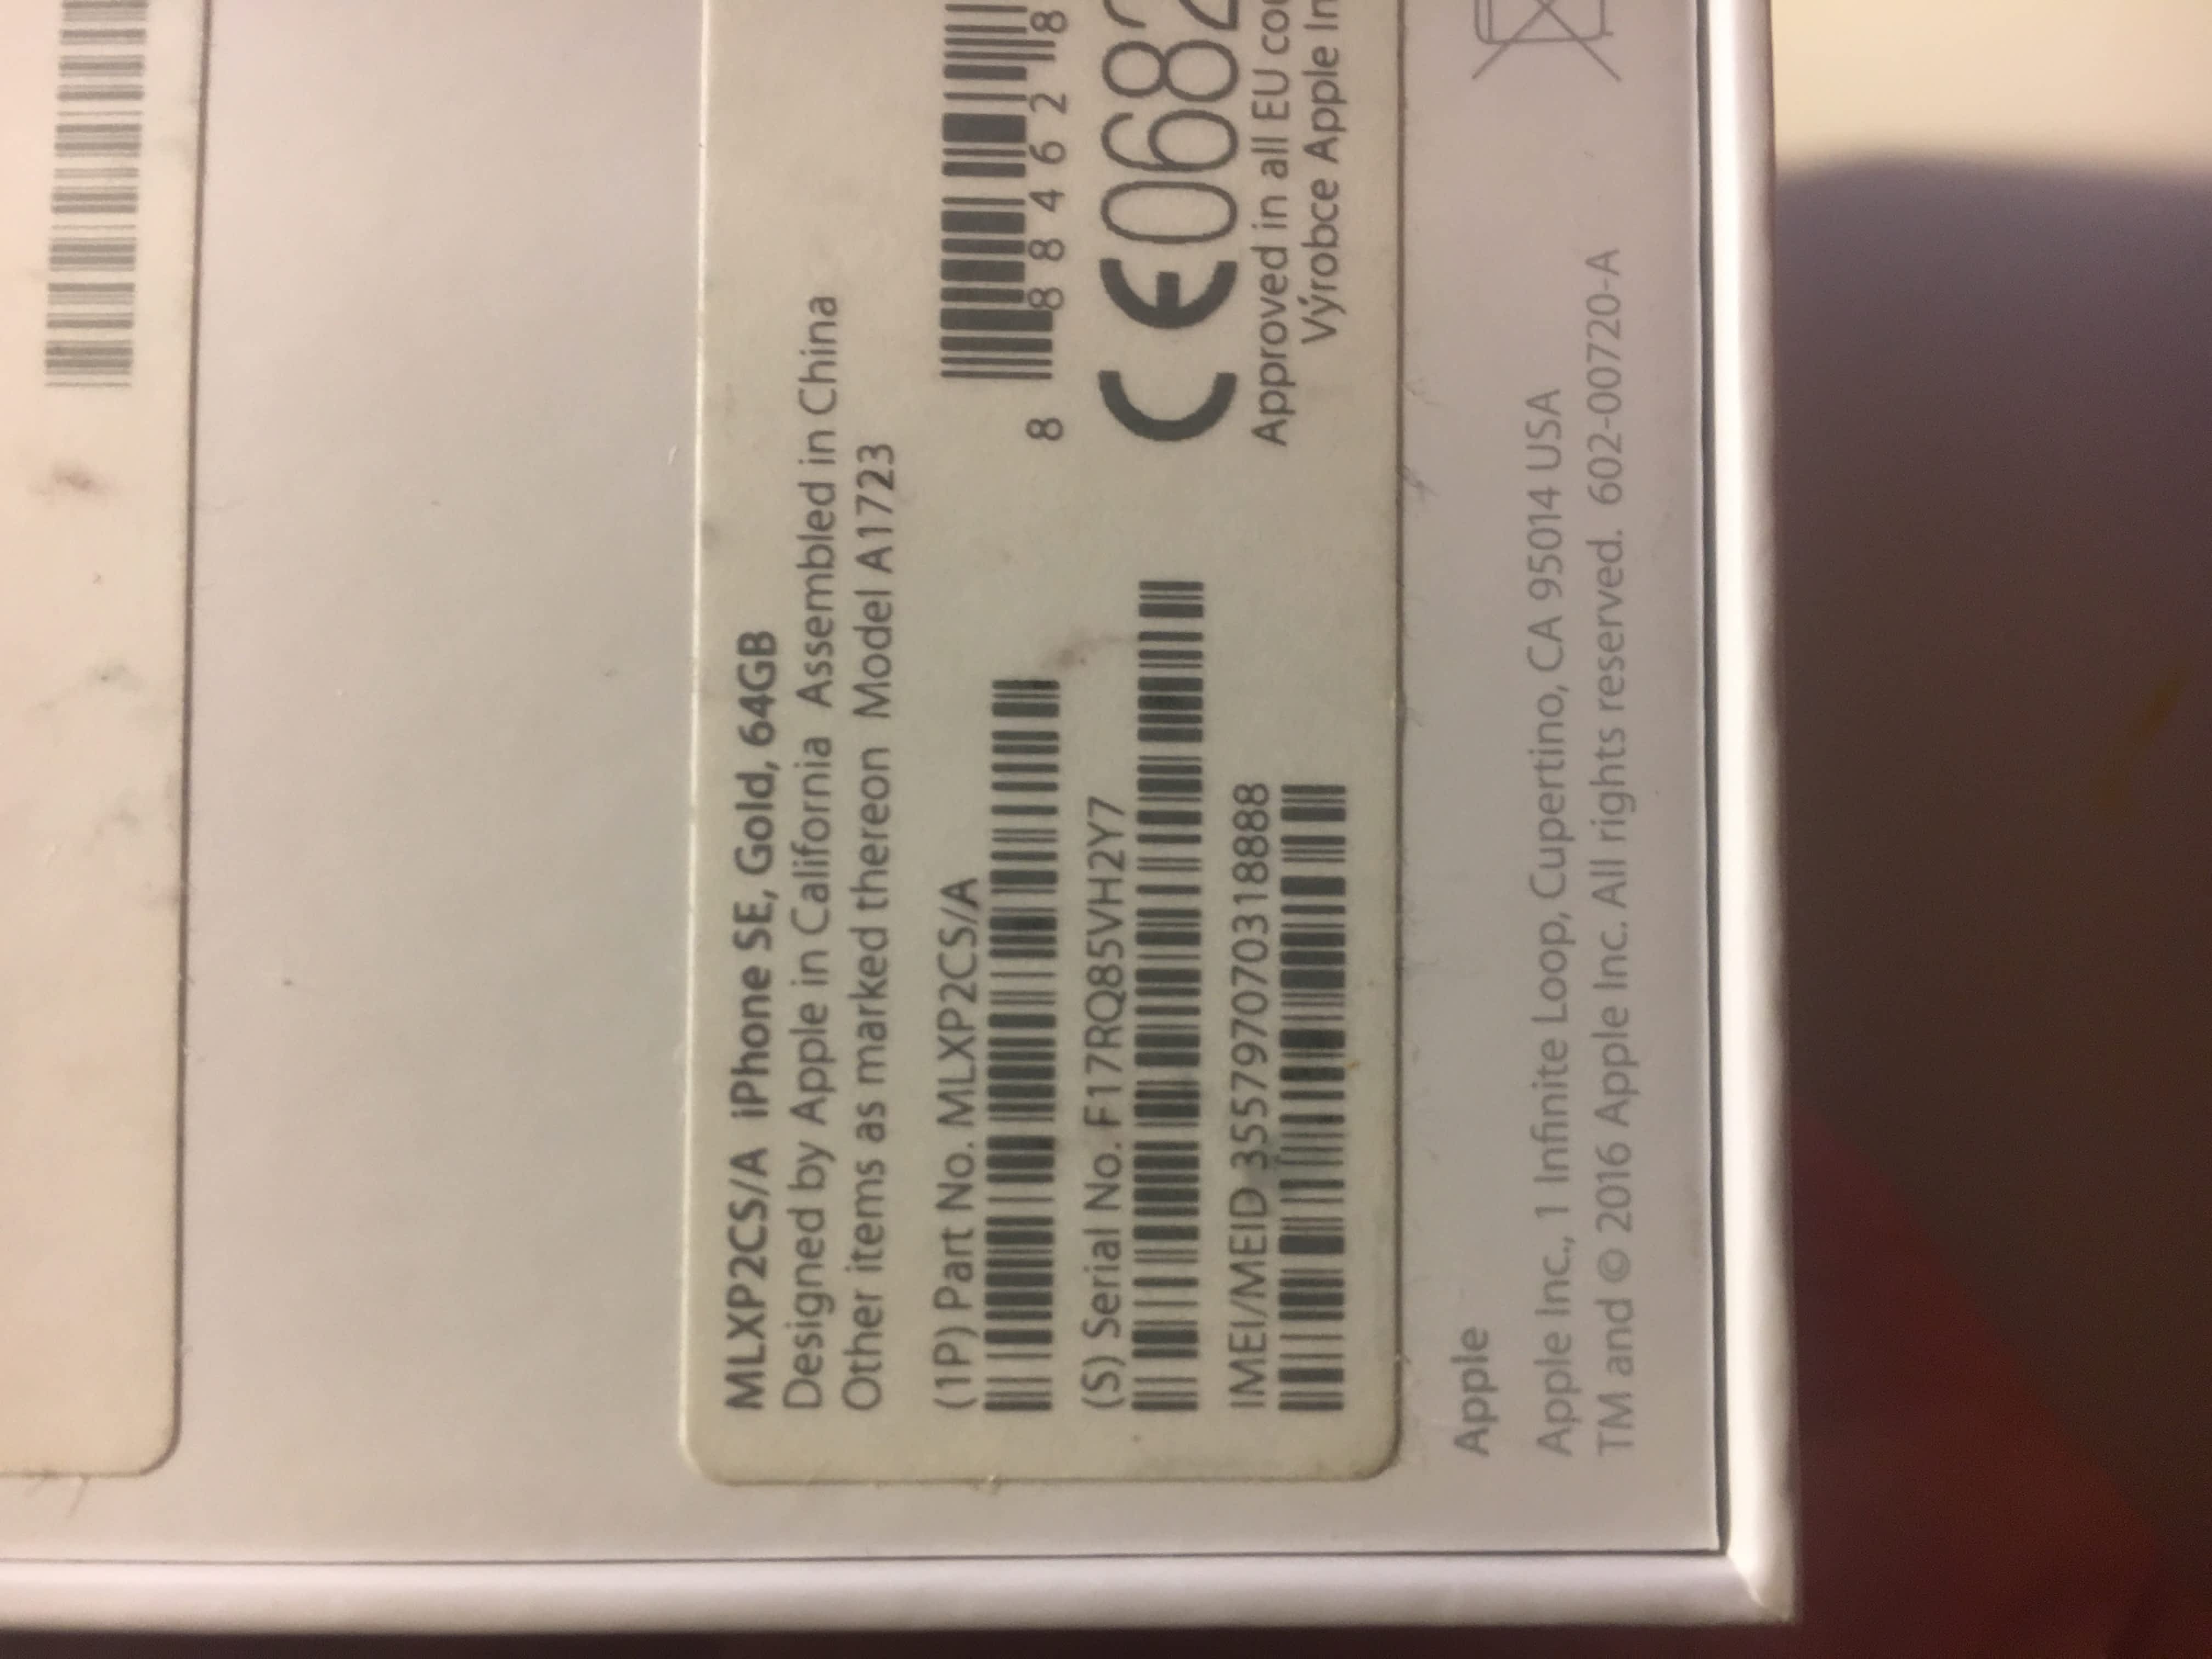 MLXP2CS/A iPhone SE, Gold, 64GB
Designed by Apple in California Assembled in China
Other items as marked thereon Model A1723
(1P) Part No. MLXP2CS/A
(S) Serial No. F17RQ85VH2Y7
IMEI/MEID 355797070318888
8 88462 8
CE0682
Approved in all EU
Výrobce Apple
Apple
Apple Inc., 1 Infinite Loop, Cupertino, CA 95014 USA
TM and © 2016 Apple Inc. All rights reserved. 602-00720-A